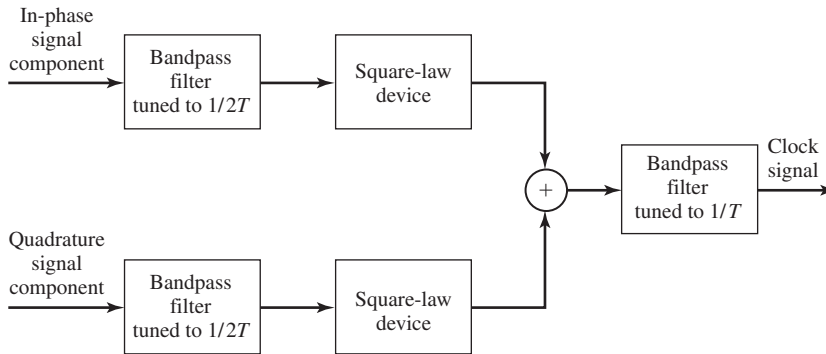 In-phase
signal
component
Bandpass
filter
tuned to 1/2T
Square-law
device
+
Bandpass
filter
tuned to 1/T
Clock
signal
Quadrature
signal
component
Bandpass
filter
tuned to 1/2T
Square-law
device